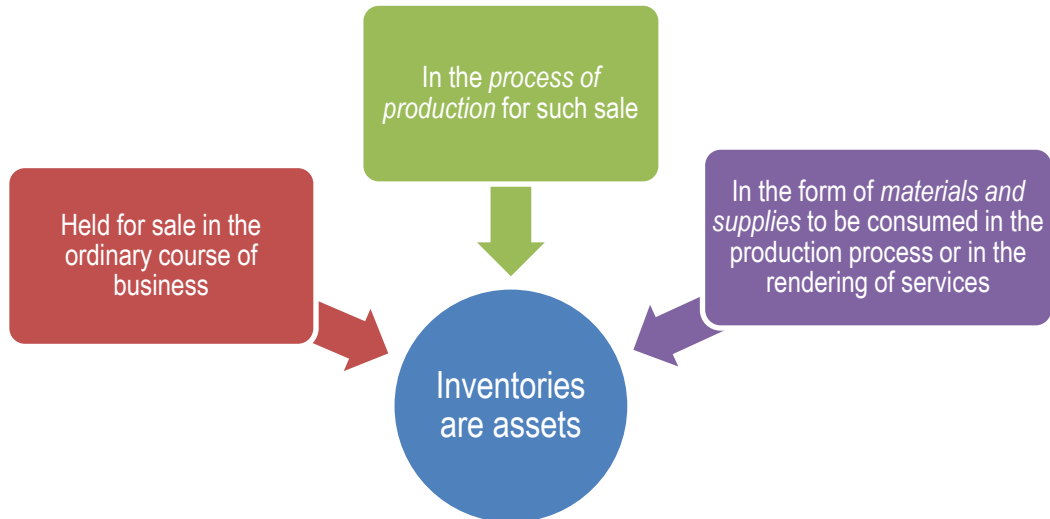 In the process of
production for such sale
Held for sale in the
ordinary course of
business
In the form of materials and
supplies to be consumed in the
production process or in the
rendering of services
Inventories
are assets